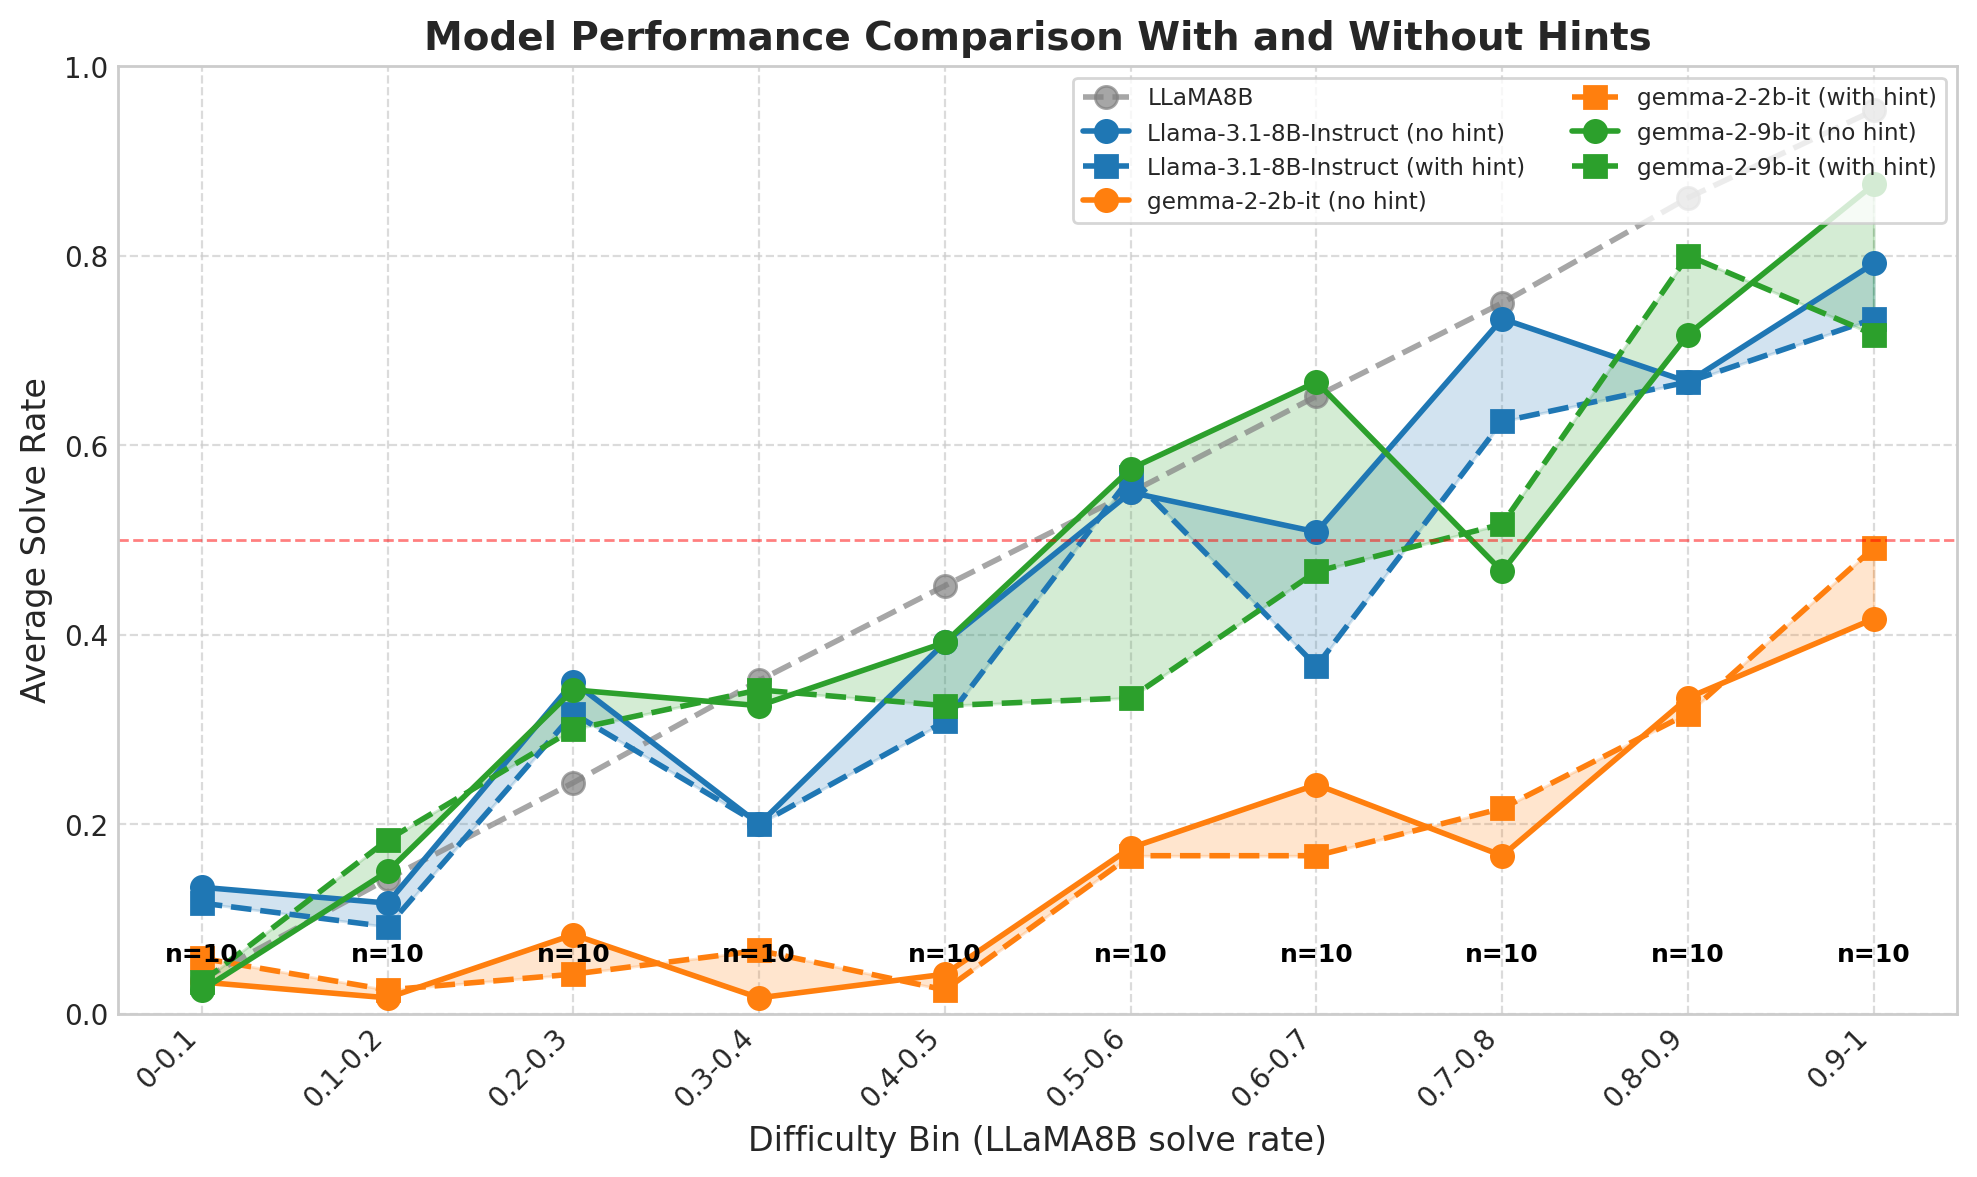 Model Performance Comparison With and Without Hints
1.0
0.8
0.6
0.4
0.2
0.0
Average Solve Rate
LLaMA8B
Llama-3.1-8B-Instruct (no hint)
Llama-3.1-8B-Instruct (with hint)
gemma-2-2b-it (no hint)
gemma-2-2b-it (with hint)
gemma-2-9b-it (no hint)
gemma-2-9b-it (with hint)
n=10 n=10 n=10 n=10 n=10 n=10 n=10 n=10 n=10 n=10
0-0.1 0.1-0.2 0.2-0.3 0.3-0.4 0.4-0.5 0.5-0.6 0.6-0.7 0.7-0.8 0.8-0.9 0.9-1
Difficulty Bin (LLaMA8B solve rate)